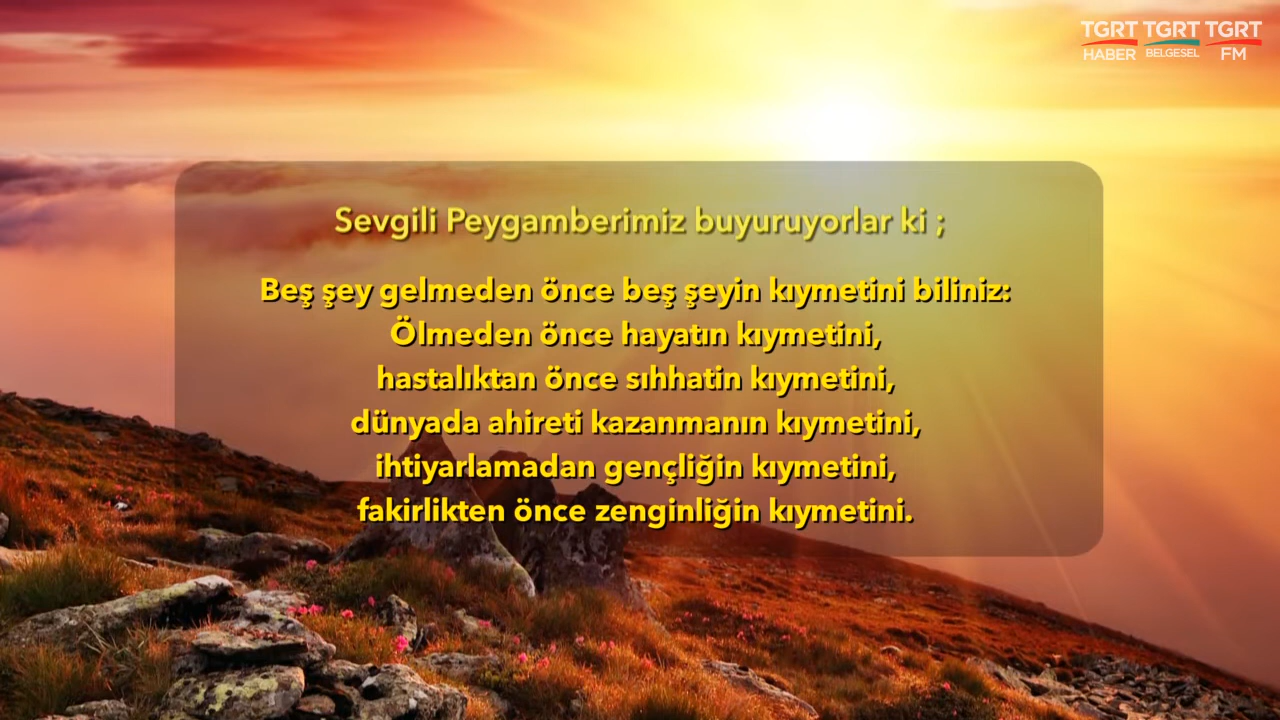 TGRT TGRT TGRT
HABER BELGESEL FM
Sevgili Peygamberimiz buyuruyorlar ki ;
Beş şey gelmeden önce beş şeyin kıymetini biliniz:
Ölmeden önce hayatın kıymetini,
hastalıktan önce sıhhatin kıymetini,
dünyada ahireti kazanmanın kıymetini,
ihtiyarlamadan gençliğin kıymetini,
fakirlikten önce zenginliğin kıymetini.